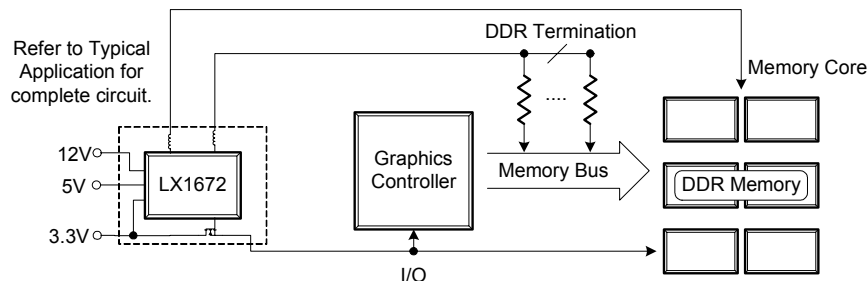 Refer to Typical
Application for
complete circuit.
DDR Termination
Memory Core
12V
5V
3.3V
LX1672
Graphics
Controller
....
Memory Bus
DDR Memory
I/O